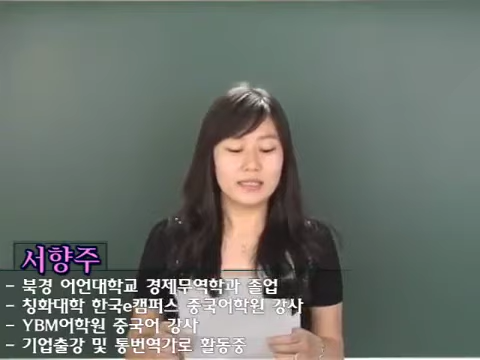 서향주
- 북경 어언대학교 경제무역학과 졸업
- 칭화대학 한국e캠퍼스 중국어학원 강사
- YBM어학원 중국어 강사
- 기업출강 및 통번역가로 활동중